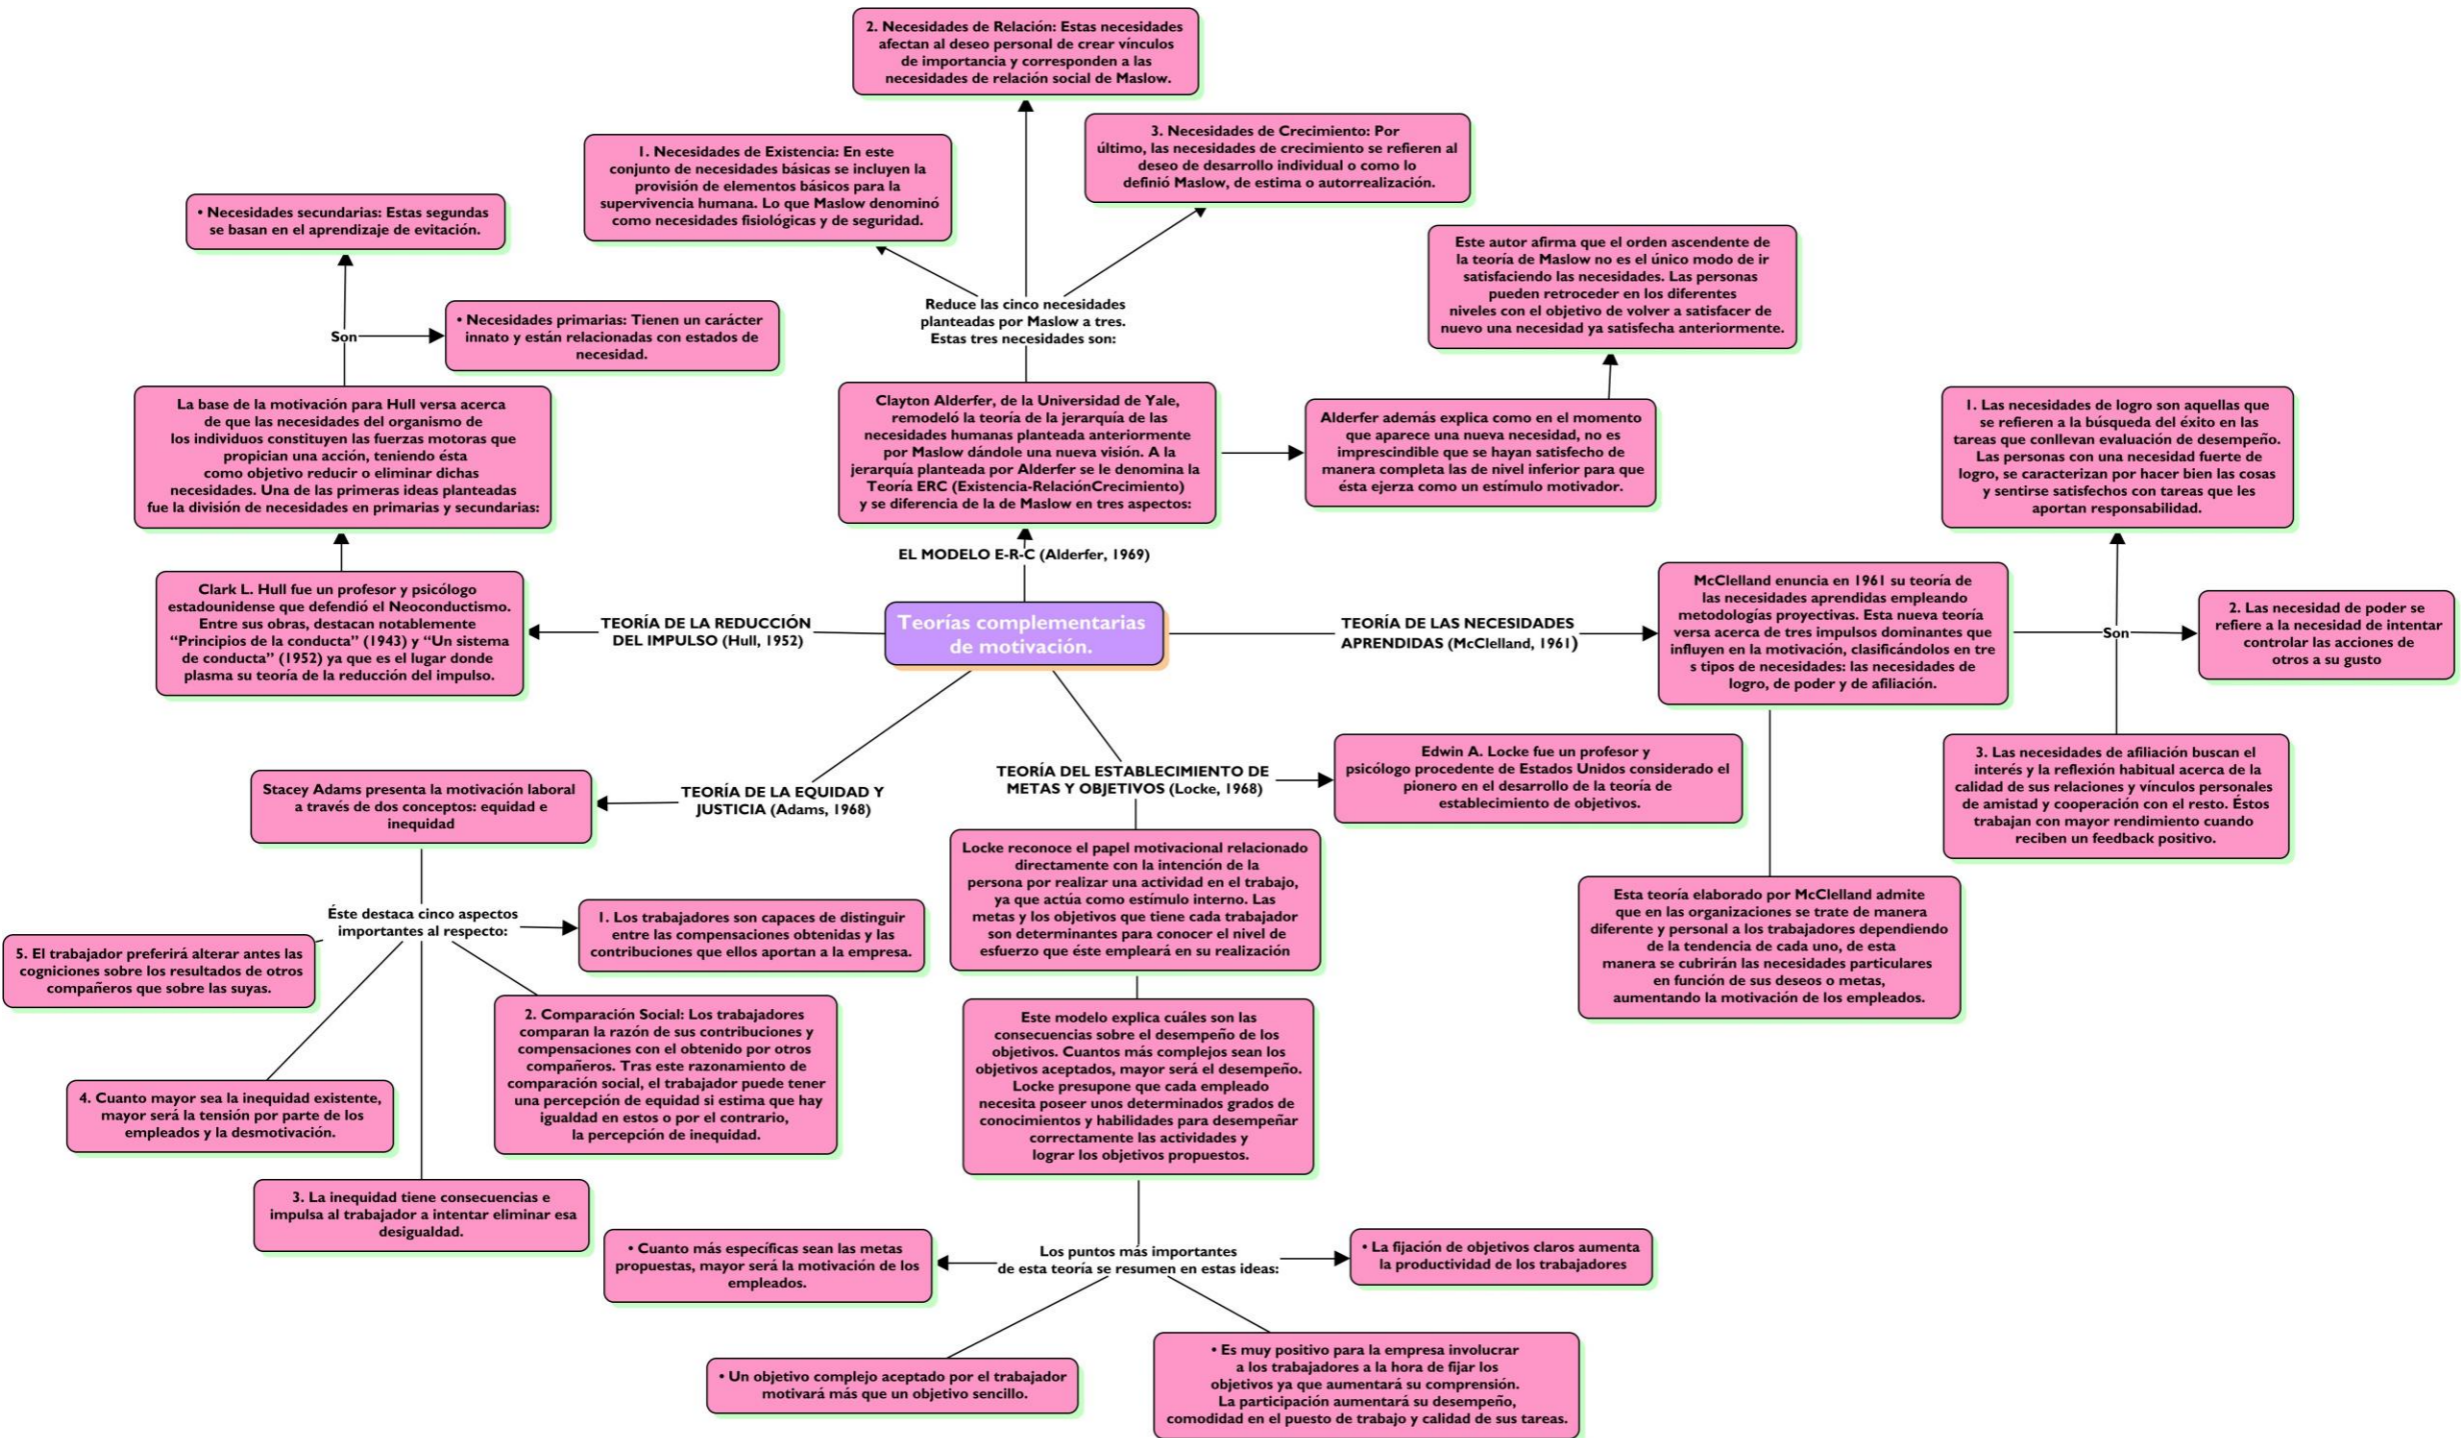 2. Necesidades de Relación: Estas necesidades
afectan al deseo personal de crear vínculos
de importancia y corresponden a las
necesidades de relación social de Maslow.
1. Necesidades de Existencia: En este
conjunto de necesidades básicas se incluyen la
provisión de elementos básicos para la
supervivencia humana. Lo que Maslow denominó
como necesidades fisiológicas y de seguridad.
3. Necesidades de Crecimiento: Por
último, las necesidades de crecimiento se refieren al
deseo de desarrollo individual o como lo
definió Maslow, de estima o autorrealización.
• Necesidades secundarias: Estas segundas
se basan en el aprendizaje de evitación.
Son
• Necesidades primarias: Tienen un carácter
innato y están relacionadas con estados de
necesidad.
Reduce las cinco necesidades
planteadas por Maslow a tres.
Estas tres necesidades son:
Este autor afirma que el orden ascendente de
la teoría de Maslow no es el único modo de ir
satisfaciendo las necesidades. Las personas
pueden retroceder en los diferentes
niveles con el objetivo de volver a satisfacer de
nuevo una necesidad ya satisfecha anteriormente.
La base de la motivación para Hull versa acerca
de que las necesidades del organismo de
los individuos constituyen las fuerzas motoras que
propician una acción, teniendo ésta
como objetivo reducir o eliminar dichas
necesidades. Una de las primeras ideas planteadas
fue la división de necesidades en primarias y secundarias:
Clayton Alderfer, de la Universidad de Yale,
remodeló la teoría de la jerarquía de las
necesidades humanas planteada anteriormente
por Maslow dándole una nueva visión. A la
jerarquía planteada por Alderfer se le denomina la
Teoría ERC (Existencia-RelaciónCrecimiento)
y se diferencia de la de Maslow en tres aspectos:
Alderfer además explica como en el momento
que aparece una nueva necesidad, no es
imprescindible que se hayan satisfecho de
manera completa las de nivel inferior para que
ésta ejerza como un estímulo motivador.
1. Las necesidades de logro son aquellas que
se refieren a la búsqueda del éxito en las
tareas que conllevan evaluación de desempeño.
Las personas con una necesidad fuerte de
logro, se caracterizan por hacer bien las cosas
y sentirse satisfechos con tareas que les
aportan responsabilidad.
EL MODELO E-R-C (Alderfer, 1969)
Clark L. Hull fue un profesor y psicólogo
estadounidense que defendió el Neoconductismo.
Entre sus obras, destacan notablemente
“Principios de la conducta” (1943) y “Un sistema
de conducta” (1952) ya que es el lugar donde
plasma su teoría de la reducción del impulso.
TEORÍA DE LA REDUCCIÓN
DEL IMPULSO (Hull, 1952)
Teorías complementarias
de motivación.
TEORÍA DE LAS NECESIDADES
APRENDIDAS (McClelland, 1961)
McClelland enuncia en 1961 su teoría de
las necesidades aprendidas empleando
metodologías proyectivas. Esta nueva teoría
versa acerca de tres impulsos dominantes que
influyen en la motivación, clasificándolos en tre
s tipos de necesidades: las necesidades de
logro, de poder y de afiliación.
Son
2. Las necesidad de poder se
refiere a la necesidad de intentar
controlar las acciones de
otros a su gusto
3. Las necesidades de afiliación buscan el
interés y la reflexión habitual acerca de la
calidad de sus relaciones y vínculos personales
de amistad y cooperación con el resto. Éstos
trabajan con mayor rendimiento cuando
reciben un feedback positivo.
Stacey Adams presenta la motivación laboral
a través de dos conceptos: equidad e
inequidad
TEORÍA DE LA EQUIDAD Y
JUSTICIA (Adams, 1968)
TEORÍA DEL ESTABLECIMIENTO DE
METAS Y OBJETIVOS (Locke, 1968)
Edwin A. Locke fue un profesor y
psicólogo procedente de Estados Unidos considerado el
pionero en el desarrollo de la teoría de
establecimiento de objetivos.
Locke reconoce el papel motivacional relacionado
directamente con la intención de la
persona por realizar una actividad en el trabajo,
ya que actúa como estímulo interno. Las
metas y los objetivos que tiene cada trabajador
son determinantes para conocer el nivel de
esfuerzo que éste empleará en su realización
Esta teoría elaborado por McClelland admite
que en las organizaciones se trate de manera
diferente y personal a los trabajadores dependiendo
de la tendencia de cada uno, de esta
manera se cubrirán las necesidades particulares
en función de sus deseos o metas,
aumentando la motivación de los empleados.
Éste destaca cinco aspectos
importantes al respecto:
1. Los trabajadores son capaces de distinguir
entre las compensaciones obtenidas y las
contribuciones que ellos aportan a la empresa.
5. El trabajador preferirá alterar antes las
cogniciones sobre los resultados de otros
compañeros que sobre las suyas.
2. Comparación Social: Los trabajadores
comparan la razón de sus contribuciones y
compensaciones con el obtenido por otros
compañeros. Tras este razonamiento de
comparación social, el trabajador puede tener
una percepción de equidad si estima que hay
igualdad en estos o por el contrario,
la percepción de inequidad.
Este modelo explica cuáles son las
consecuencias sobre el desempeño de los
objetivos. Cuantos más complejos sean los
objetivos aceptados, mayor será el desempeño.
Locke presupone que cada empleado
necesita poseer unos determinados grados de
conocimientos y habilidades para desempeñar
correctamente las actividades y
lograr los objetivos propuestos.
4. Cuanto mayor sea la inequidad existente,
mayor será la tensión por parte de los
empleados y la desmotivación.
3. La inequidad tiene consecuencias e
impulsa al trabajador a intentar eliminar esa
desigualdad.
• Cuanto más específicas sean las metas
propuestas, mayor será la motivación de los
empleados.
Los puntos más importantes
de esta teoría se resumen en estas ideas:
• La fijación de objetivos claros aumenta
la productividad de los trabajadores
• Un objetivo complejo aceptado por el trabajador
motivará más que un objetivo sencillo.
• Es muy positivo para la empresa involucrar
a los trabajadores a la hora de fijar los
objetivos ya que aumentará su comprensión.
La participación aumentará su desempeño,
comodidad en el puesto de trabajo y calidad de sus tareas.